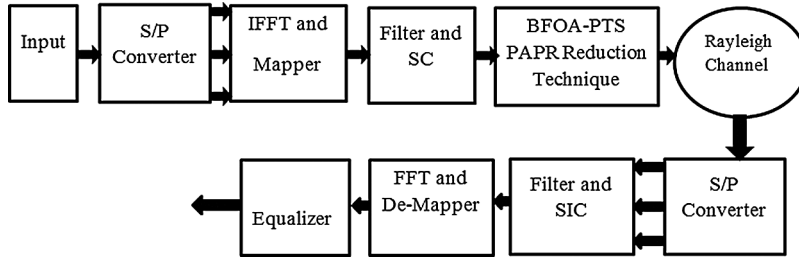 Input
S/P
Converter
IFFT and
Mapper
Filter and
SC
BFOA-PTS
PAPR Reduction
Technique
Rayleigh
Channel
Equalizer
FFT and
De-Mapper
Filter and
SIC
S/P
Converter